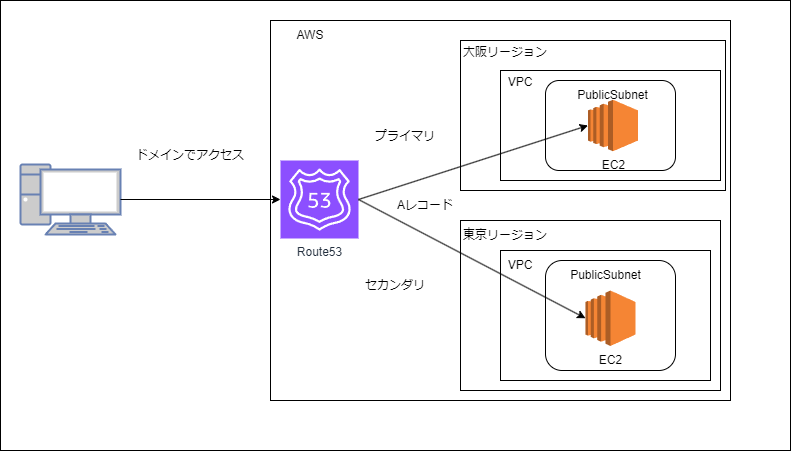 AWS
大阪リージョン
VPC
PublicSubnet
EC2
プライマリ
ドメインでアクセス
53
Route53
Aレコード
セカンダリ
東京リージョン
VPC
PublicSubnet
EC2